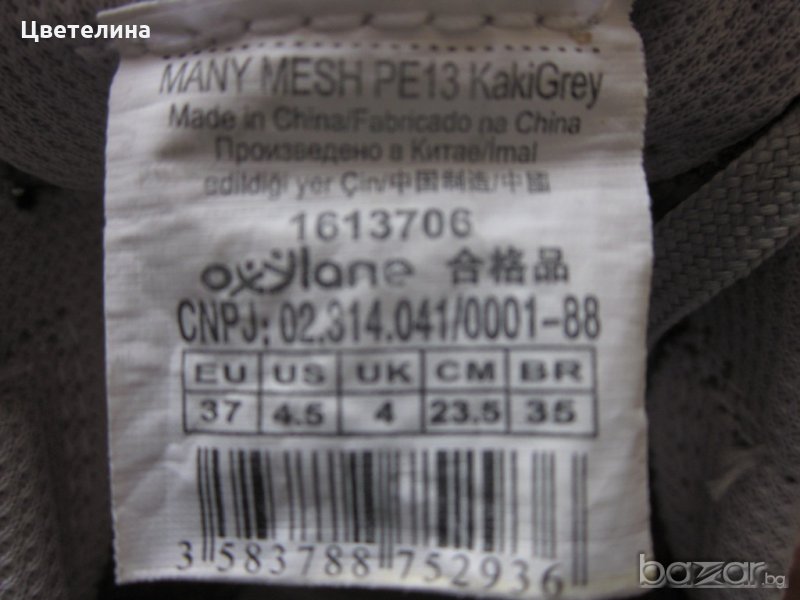 Цветелина
MANY MESH PE13 KakiGrey
Made in China/Fabricado na China
Произведено в Китае/Imal
edildiği yer Çin/中国制造/中國
1613706
oxylane 合格品
CNPJ: 02.314.041/0001-88
EU US UK CM BR
37 4.5 4 23.5 35
3 583788 752936
bazar.bg